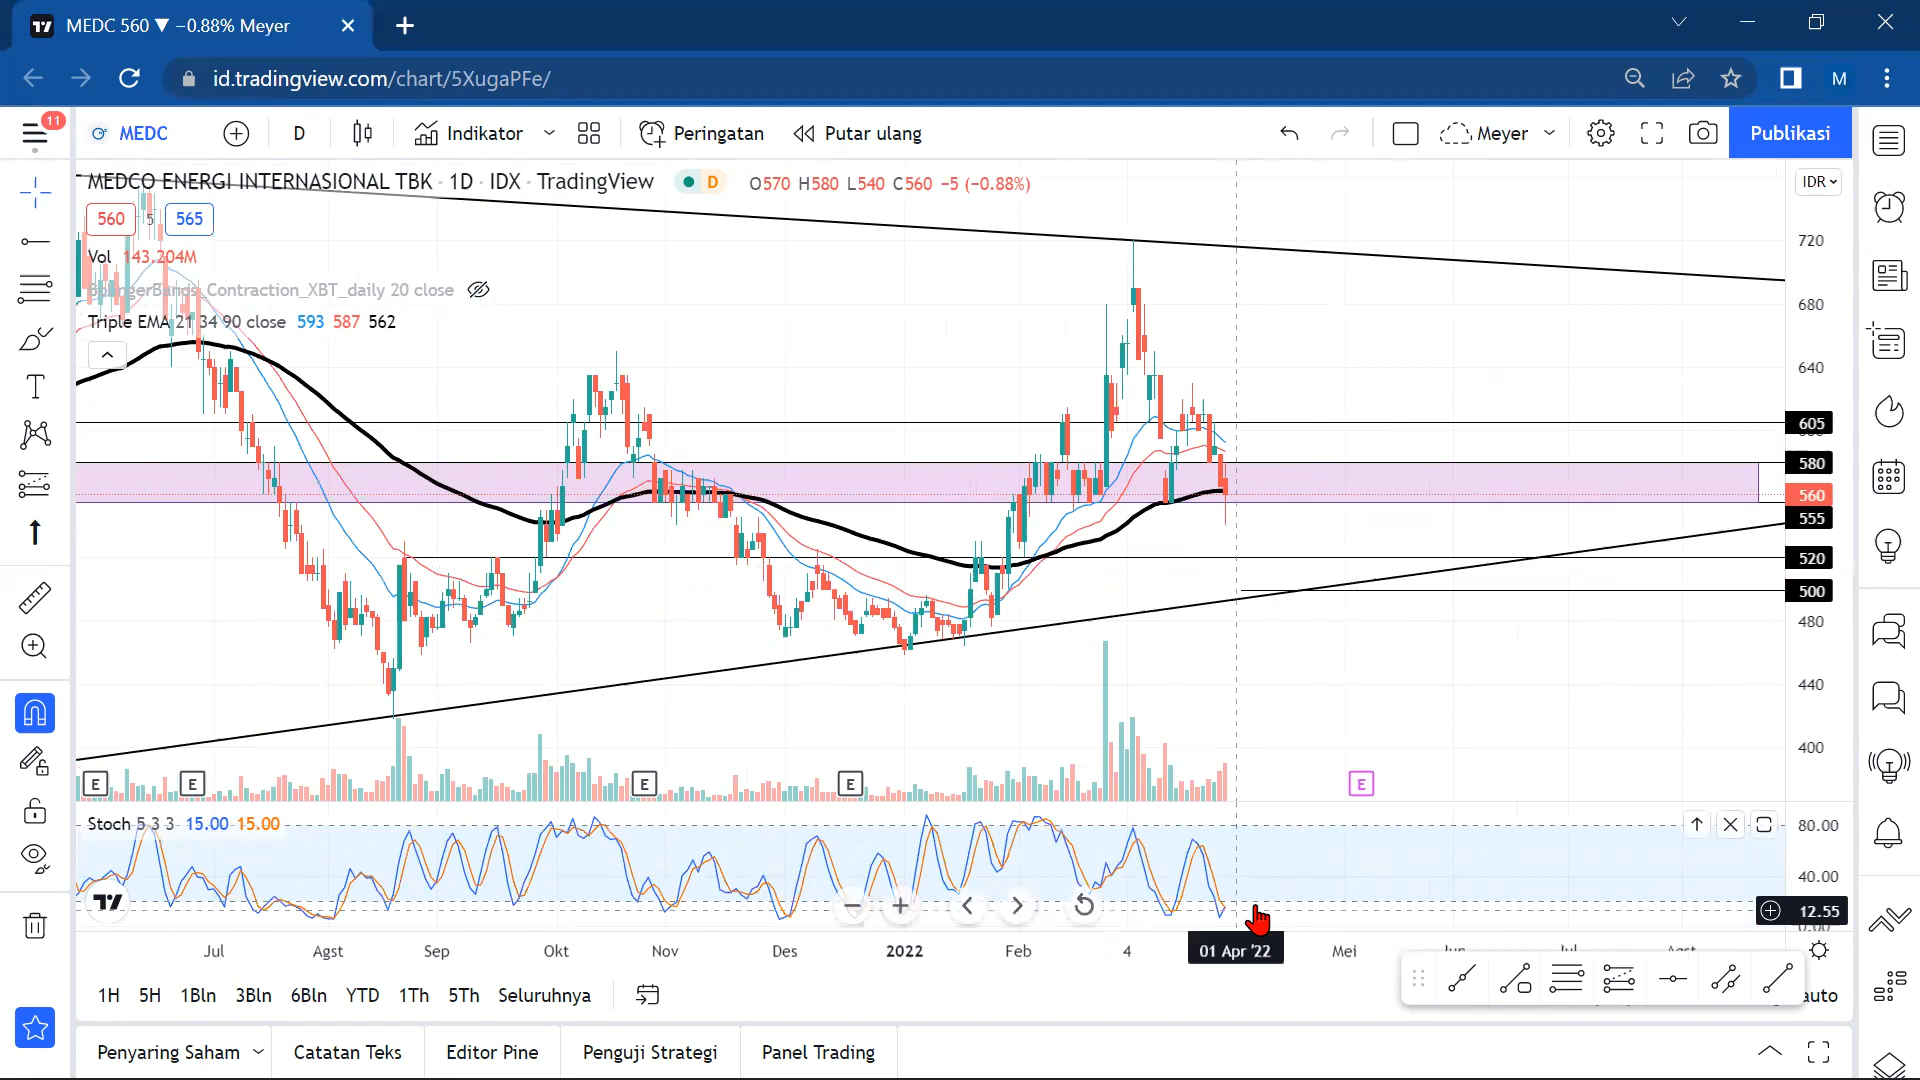 MEDC 560 ▼ −0.88% Meyer
id.tradingview.com/chart/5XugaPFe/
M
11
MEDC
D
Indikator
Peringatan
Putar ulang
Meyer
Publikasi
MEDCO ENERGI INTERNASIONAL TBK · 1D · IDX · TradingView
D
O570 H580 L540 C560 −5 (−0.88%)
IDR
560
5
565
Vol 143.204M
BollingerBands_Contraction_XBT_daily 20 close
Triple EMA 21 34 90 close 593 587 562
720
680
640
605
580
560
555
520
500
480
440
400
E
E
E
E
E
Stoch 5 3 3 15.00 15.00
80.00
40.00
12.55
Jul
Agst
Sep
Okt
Nov
Des
2022
Feb
4
01 Apr '22
Mei
1H
5H
1Bln
3Bln
6Bln
YTD
1Th
5Th
Seluruhnya
auto
Penyaring Saham
Catatan Teks
Editor Pine
Penguji Strategi
Panel Trading